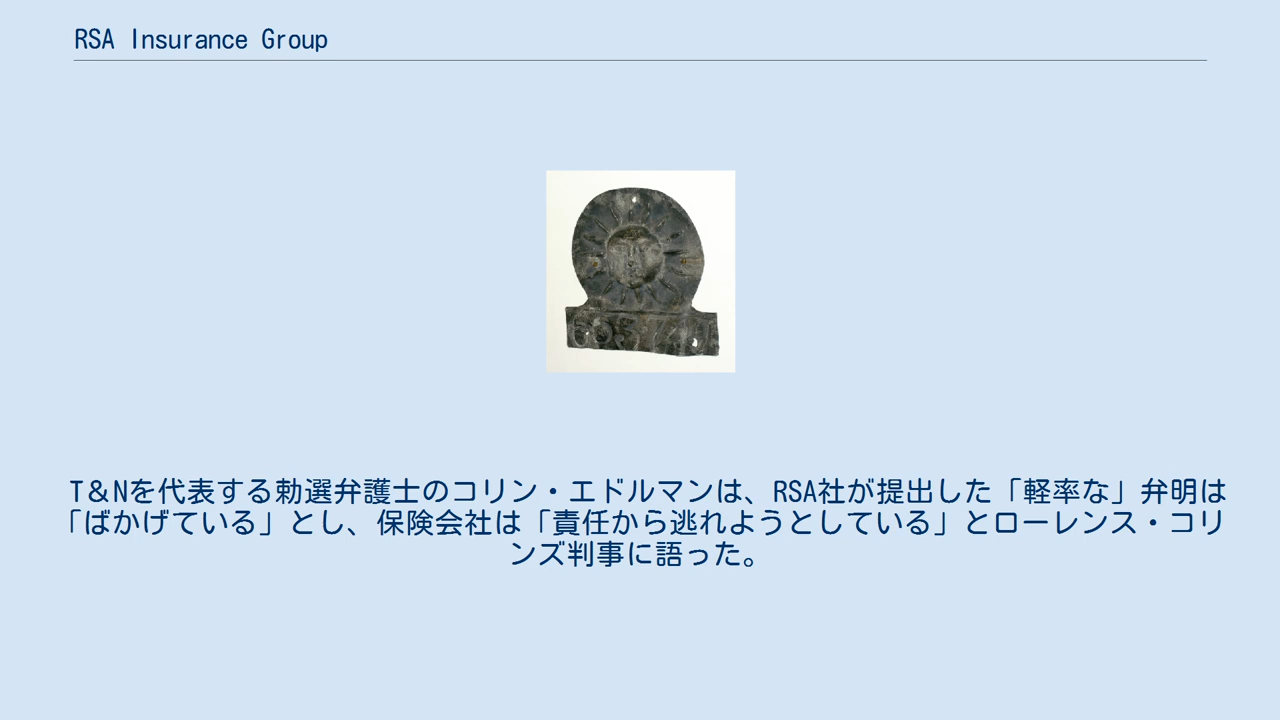 RSA Insurance Group
T＆Nを代表する勅選弁護士のコリン・エドルマンは、RSA社が提出した「軽率な」弁明は
「ばかげている」とし、保険会社は「責任から逃れようとしている」とローレンス・コリ
ンズ判事に語った。